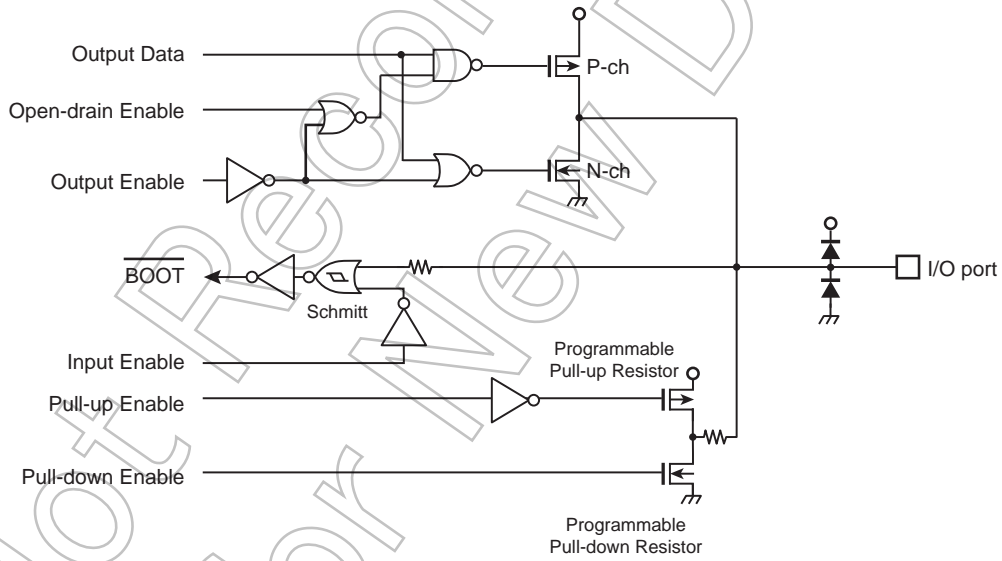 Output Data
P-ch
Open-drain Enable
N-ch
Output Enable
BOOT
I/O port
Schmitt
Input Enable
Programmable
Pull-up Resistor
Pull-up Enable
Pull-down Enable
Programmable
Pull-down Resistor